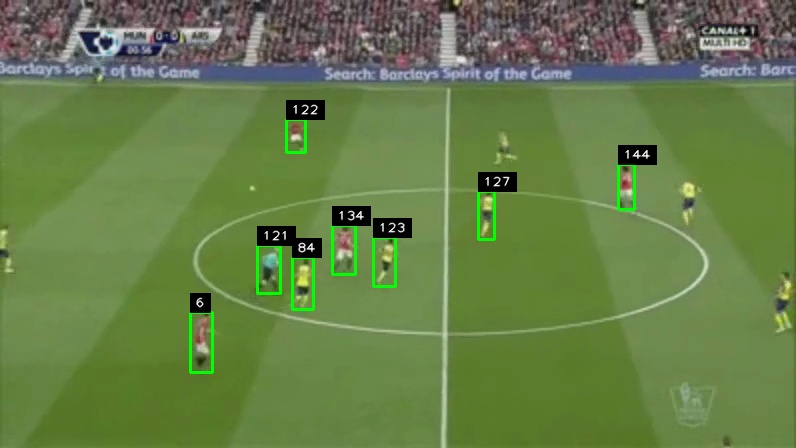 MUN 0-0 ARS
00:56
CANAL+ 1
MULTI HD
Barclays Spirit of the Game
Search: Barclays Spirit of the Game
Search: Barc
122
144
127
134
123
121
84
6